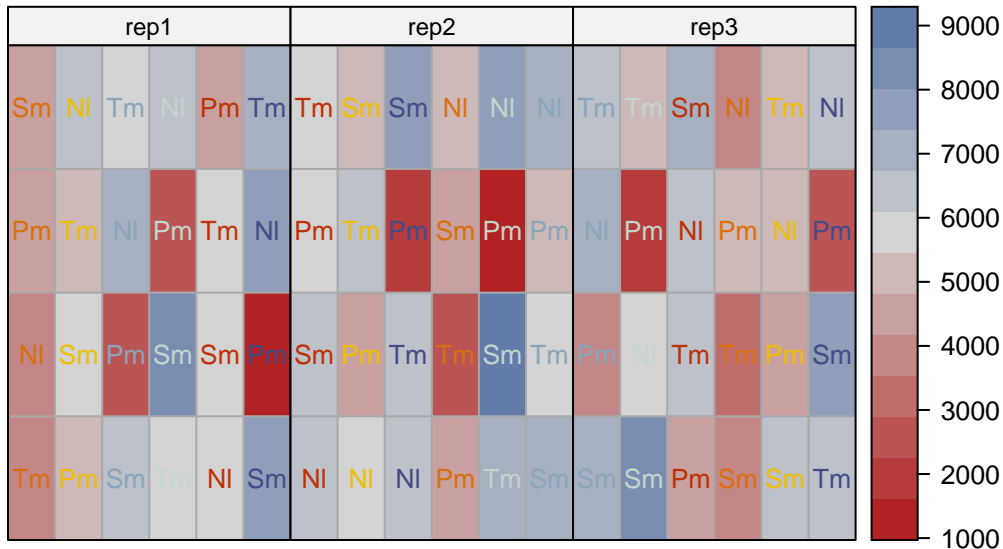 rep1 rep2 rep3
Sm Nl Tm Nl Pm Tm Tm Sm Sm Nl Nl Nl Tm Tm Sm Nl Tm Nl
Pm Tm Nl Pm Tm Nl Pm Tm Pm Sm Pm Pm Nl Pm Nl Pm Nl Pm
Nl Sm Pm Sm Sm Pm Sm Pm Tm Tm Sm Tm Pm Nl Tm Tm Pm Sm
Tm Pm Sm Tm Nl Sm Nl Nl Nl Pm Tm Sm Sm Sm Pm Sm Sm Tm
9000
8000
7000
6000
5000
4000
3000
2000
1000